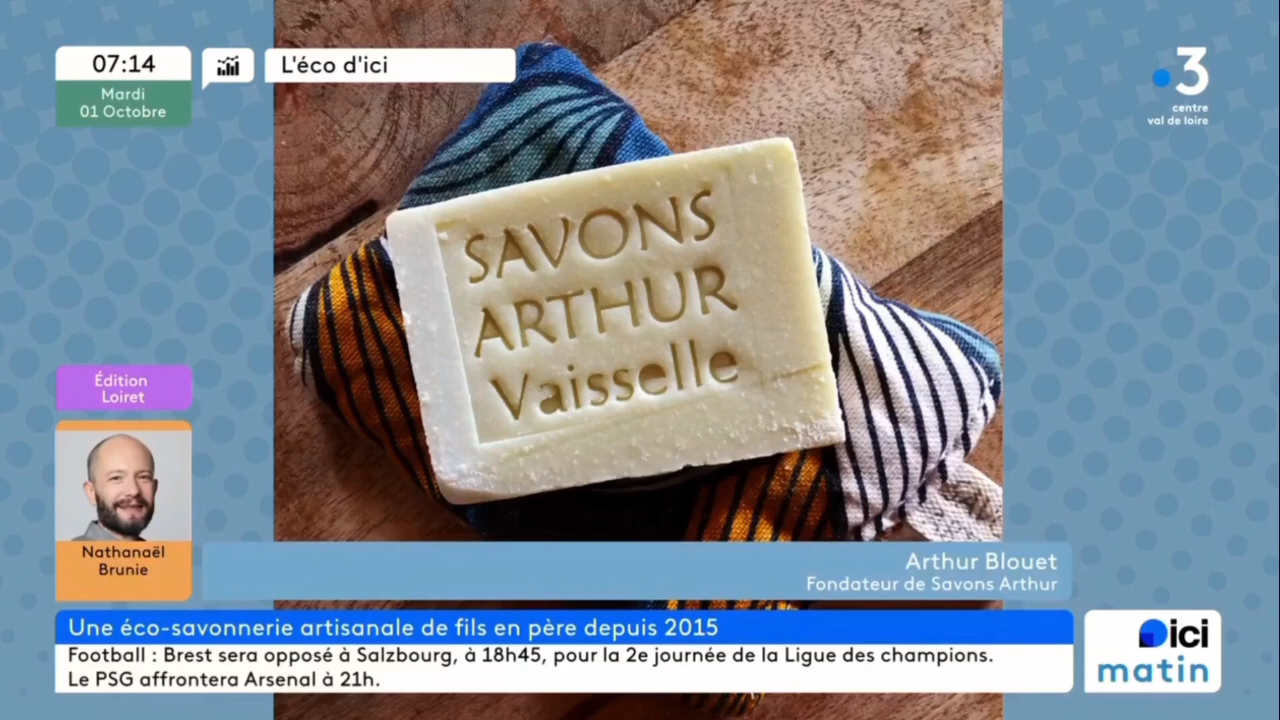 07:14
Mardi
01 Octobre
L'éco d'ici
3
centre
val de loire
SAVONS
ARTHUR
Vaisselle
Édition
Loiret
Nathanaël
Brunie
Arthur Blouet
Fondateur de Savons Arthur
Une éco-savonnerie artisanale de fils en père depuis 2015
Football : Brest sera opposé à Salzbourg, à 18h45, pour la 2e journée de la Ligue des champions.
Le PSG affrontera Arsenal à 21h.
ici
matin